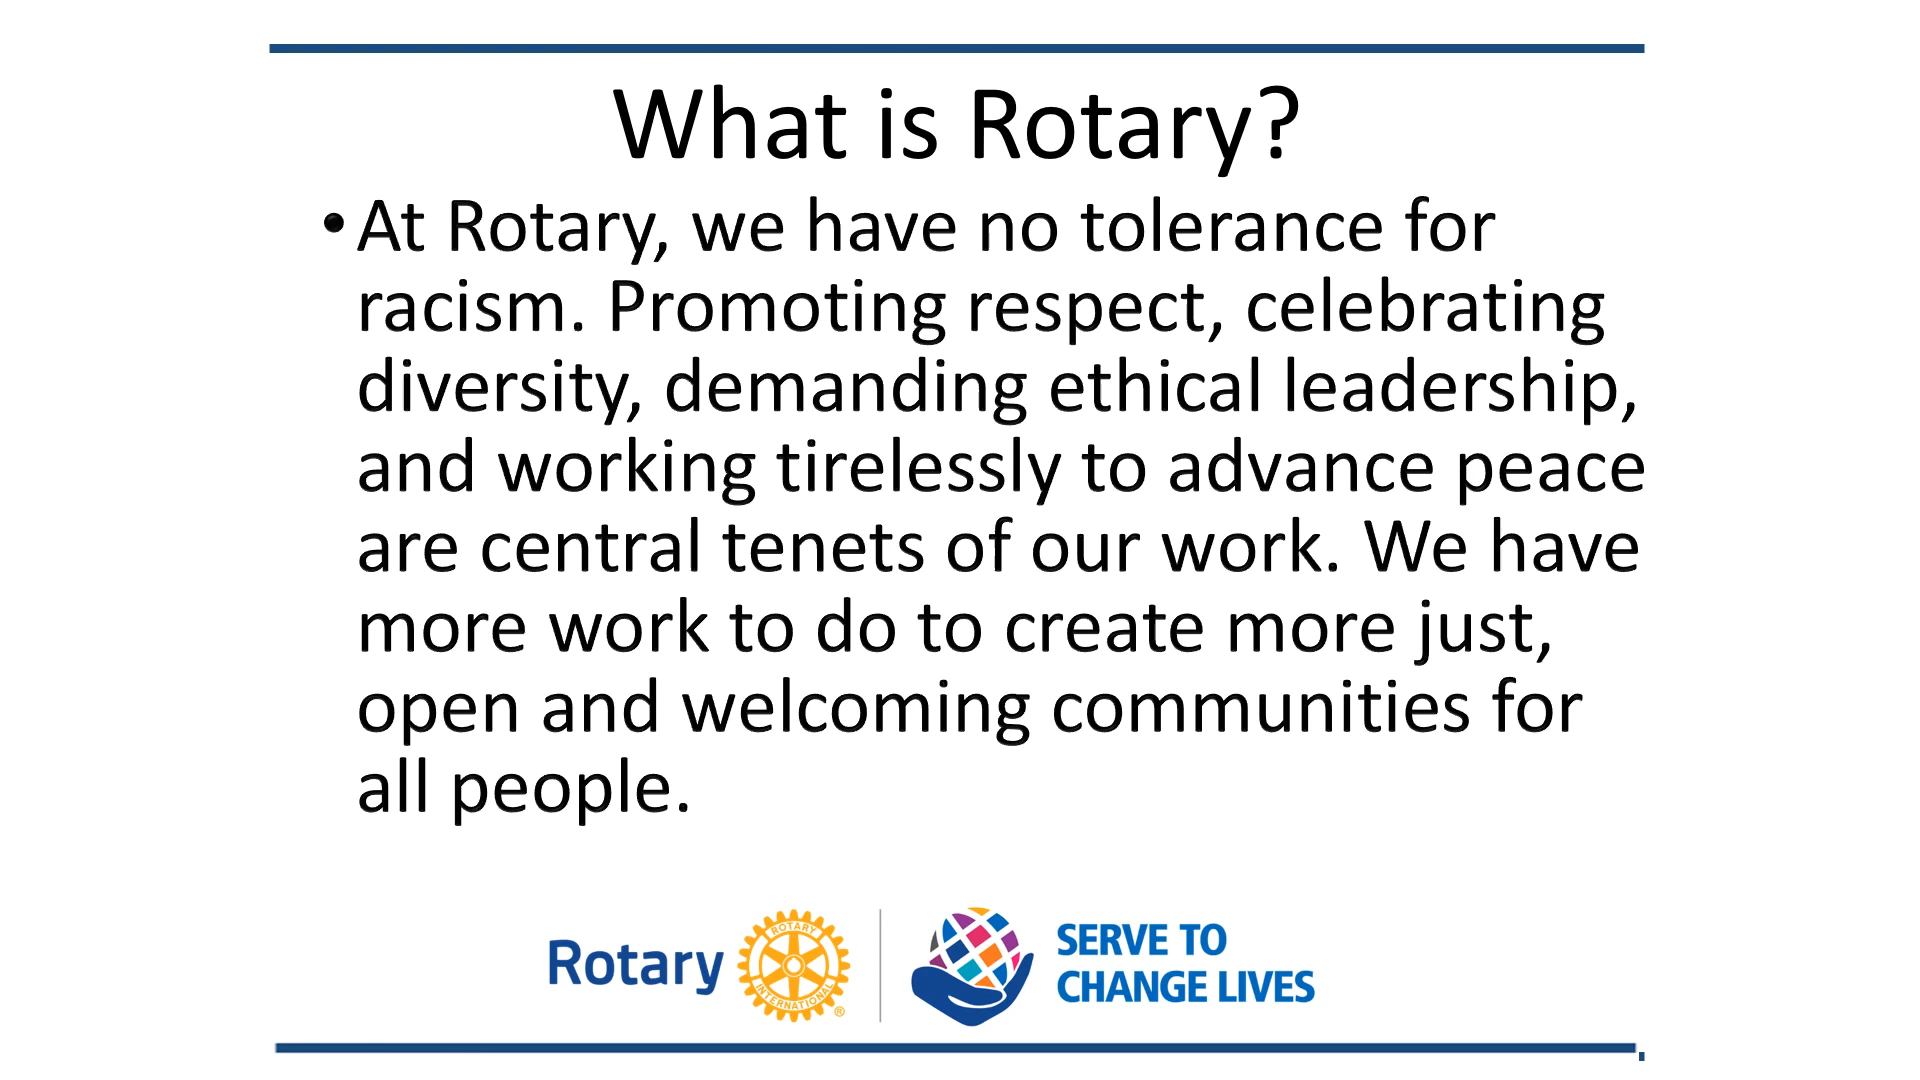 What is Rotary?
• At Rotary, we have no tolerance for
racism. Promoting respect, celebrating
diversity, demanding ethical leadership,
and working tirelessly to advance peace
are central tenets of our work. We have
more work to do to create more just,
open and welcoming communities for
all people.
Rotary
ROTARY
INTERNATIONAL
®
SERVE TO
CHANGE LIVES